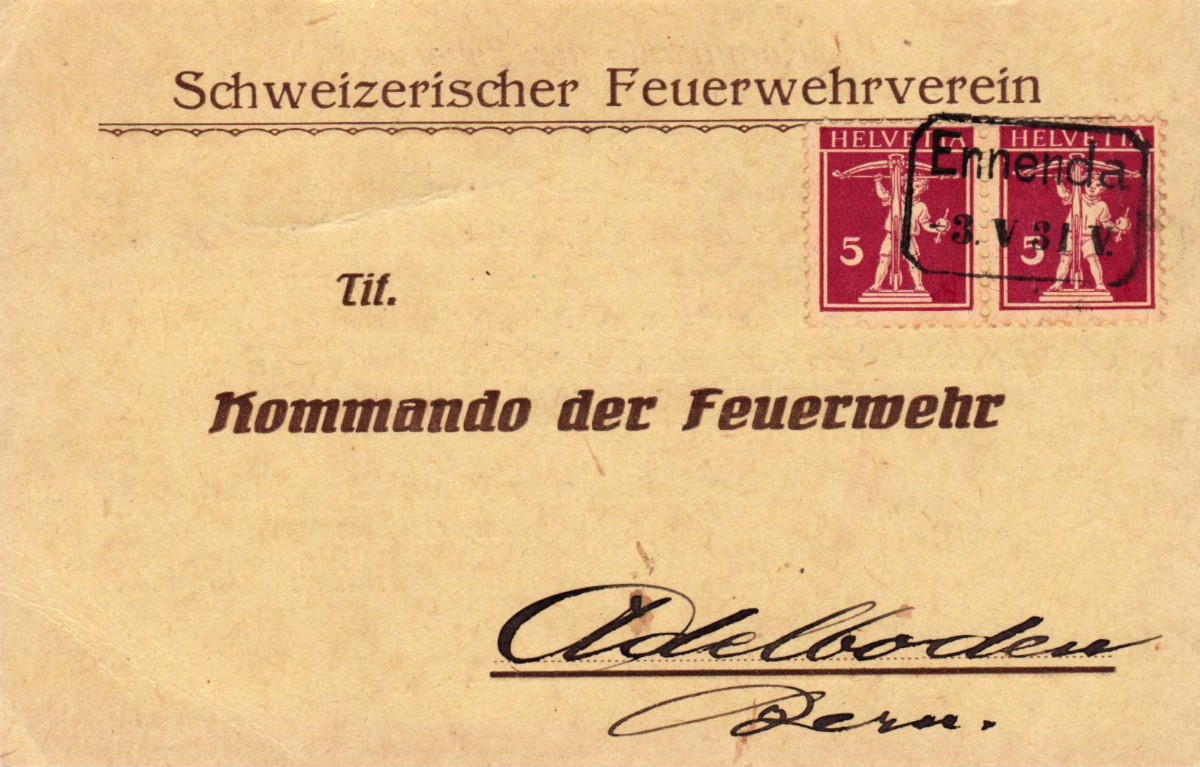 Schweizerischer Feuerwehrverein
HELVETIA HELVETIA
Ennenda
-3. V 31 V.
5 5
Tit.
Kommando der Feuerwehr
Adelboden
Bern.